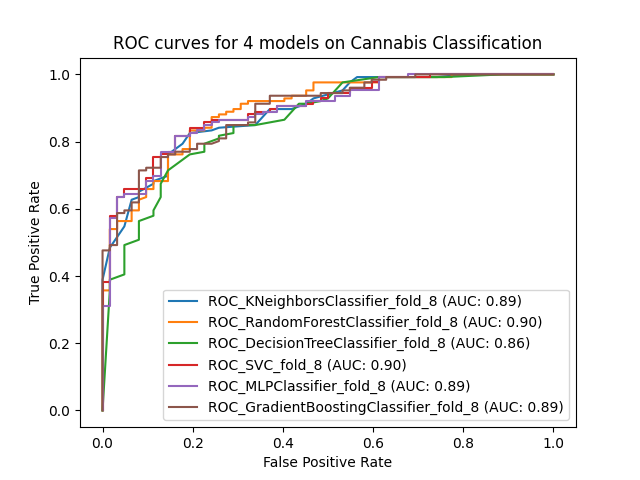 ROC curves for 4 models on Cannabis Classification
1.0
0.8
0.6
0.4
0.2
0.0
True Positive Rate
ROC_KNeighborsClassifier_fold_8 (AUC: 0.89)
ROC_RandomForestClassifier_fold_8 (AUC: 0.90)
ROC_DecisionTreeClassifier_fold_8 (AUC: 0.86)
ROC_SVC_fold_8 (AUC: 0.90)
ROC_MLPClassifier_fold_8 (AUC: 0.89)
ROC_GradientBoostingClassifier_fold_8 (AUC: 0.89)
0.0 0.2 0.4 0.6 0.8 1.0
False Positive Rate